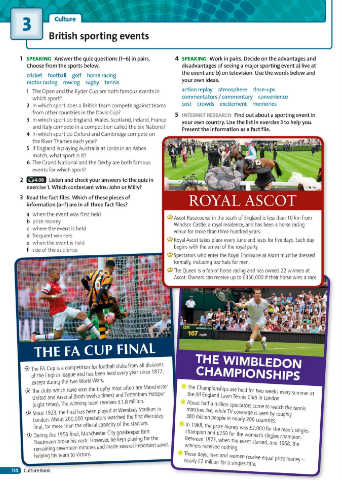 3
Culture
British sporting events
1 SPEAKING Answer the quiz questions (1–6) in pairs.
Choose from the sports below.
cricket football golf horse racing
motor racing rowing rugby tennis
1 The Open and the Ryder Cup are both famous events in
which sport?
2 In which sport does a British team compete against teams
from other countries in the Davis Cup?
3 In which sport do England, Wales, Scotland, Ireland, France
and Italy compete in a competition called the Six Nations?
4 In which sport do Oxford and Cambridge compete on
the River Thames each year?
5 If England are playing Australia at Lords in an Ashes
match, what sport is it?
6 The Grand National and the Derby are both famous
events for which sport?
2 Listen and check your answers to the quiz in
exercise 1. Which contestant wins: John or Milly?
3 Read the fact files. Which of these pieces of
information (a–f) are in all three fact files?
a when the event was first held
b prize money
c where the event is held
d frequent winners
e when the event is held
f size of the audience
4 SPEAKING Work in pairs. Decide on the advantages and
disadvantages of seeing a major sporting event a) live at
the event and b) on television. Use the words below and
your own ideas.
action replay atmosphere close-ups
commentators / commentary convenience
cost crowds excitement memories
5 INTERNET RESEARCH Find out about a sporting event in
your own country. Use the list in exercise 3 to help you.
Present the information as a fact file.
ROYAL ASCOT
Ascot Racecourse in the south of England is less than 10 km from
Windsor Castle, a royal residence, and has been a horse racing
venue for more than three hundred years.
Royal Ascot takes place every June and lasts for five days. Each day
begins with the arrival of the royal party.
Spectators who enter the Royal Enclosure at Ascot must be dressed
formally, including top hats for men.
The Queen is a fan of horse racing and has owned 22 winners at
Ascot. Owners can receive up to £350,000 if their horse wins a race.
THE FA CUP FINAL
The FA Cup is a competition for football clubs from all divisions
of the English league and has been held every year since 1872,
except during the two World Wars.
The clubs which have won the trophy most often are Manchester
United and Arsenal (both twelve times) and Tottenham Hotspur
(eight times). The winning team receives £1.8 million.
Since 1923, the final has been played at Wembley Stadium in
London. About 200,000 spectators watched the first Wembley
final, far more than the official capacity of the stadium.
During the 1956 final, Manchester City goalkeeper Bert
Trautmann broke his neck. However, he kept playing for the
remaining seventeen minutes and made several important saves,
helping his team to victory.
167
THE WIMBLEDON
CHAMPIONSHIPS
The Championships are held for two weeks every summer at
the All England Lawn Tennis Club in London.
About half a million spectators come to watch the tennis
matches live, while TV coverage is seen by
people in nearly 200 countries.
In 1968, the prize money was £2,000 for the men's singles
champion and £750 for the women's singles champion.
Between 1877, when the event started, and 1968, the
winners received nothing.
These days, men and women receive equal prize money –
nearly £2 million for a singles title.
Culture Bank